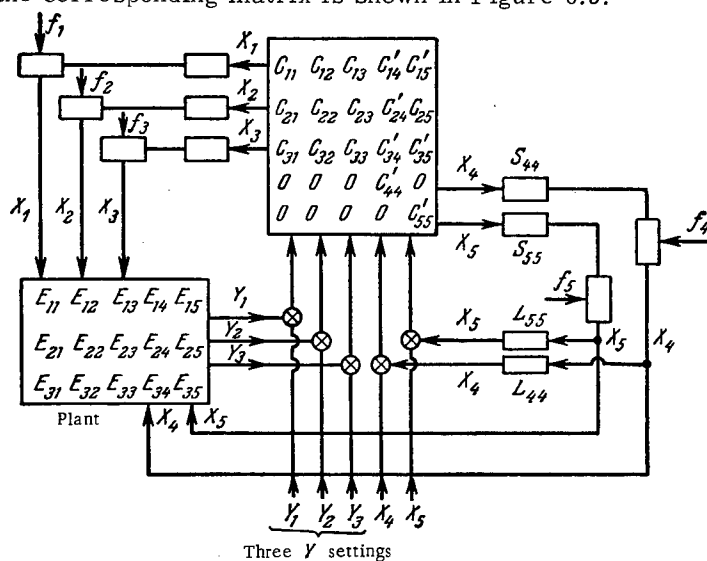 the corresponding matrix is shown in Figure 6.5.
f₁
X₁
f₂
X₂
f₃
X₃
C₁₁ C₁₂ C₁₃ C′₁₄ C′₁₅
C₂₁ C₂₂ C₂₃ C′₂₄ C₂₅
C₃₁ C₃₂ C₃₃ C′₃₄ C′₃₅
0 0 0 C′₄₄ 0
0 0 0 0 C′₅₅
X₄ S₄₄
X₅ S₅₅
f₄
f₅
X₁ X₂ X₃
E₁₁ E₁₂ E₁₃ E₁₄ E₁₅
E₂₁ E₂₂ E₂₃ E₂₄ E₂₅
E₃₁ E₃₂ E₃₃ E₃₄ E₃₅
Y₁
Y₂
Y₃
X₅ L₅₅ X₅ X₄
X₄ L₄₄
Plant X₄ X₅
Y₁ Y₂ Y₃ X₄ X₅
Three Y settings